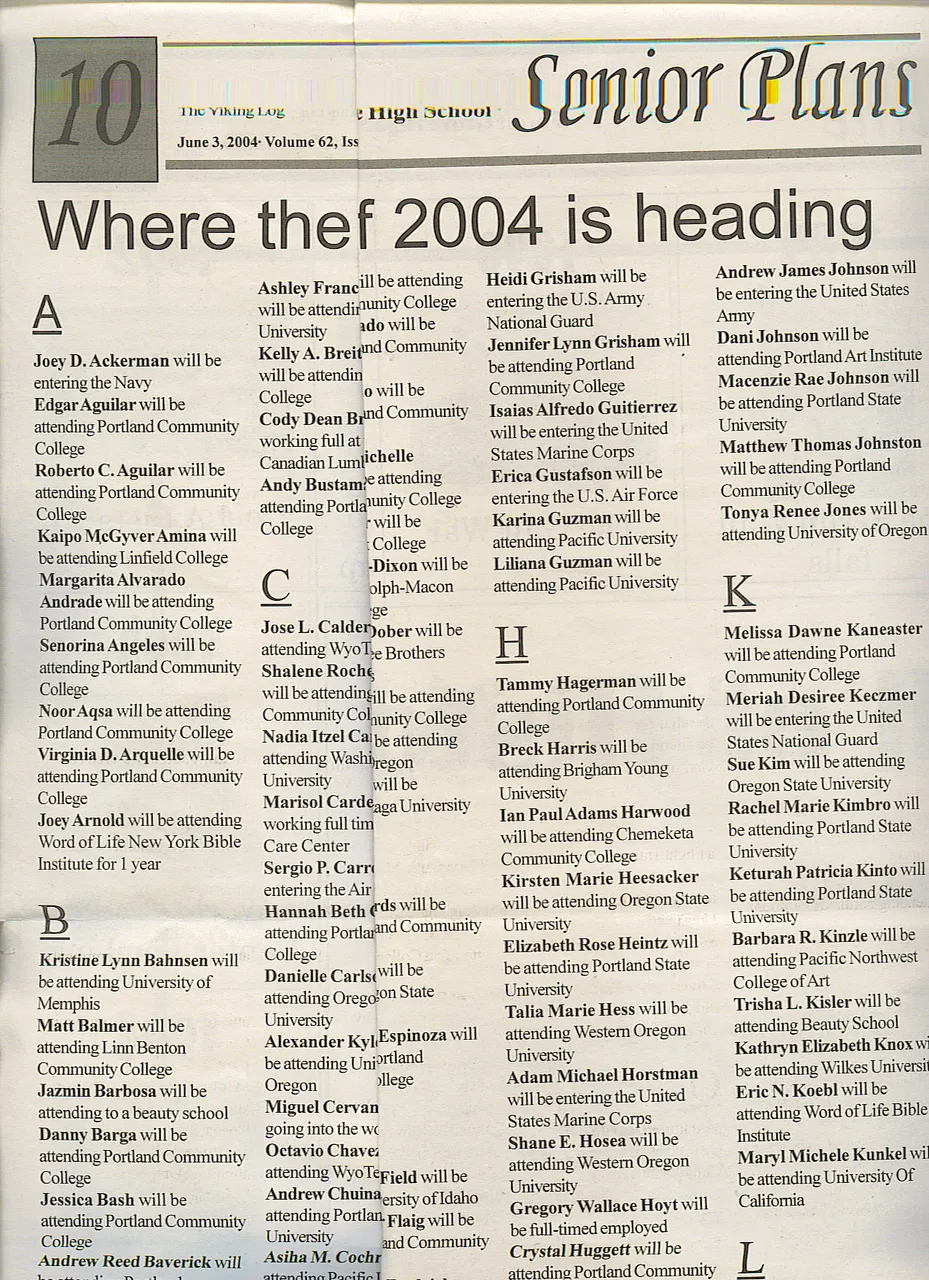 10
The Viking Log
e High School
Senior Plans
June 3, 2004· Volume 62, Iss
Where thef 2004 is heading
A
Joey D. Ackerman will be
entering the Navy
Edgar Aguilar will be
attending Portland Community
College
Roberto C. Aguilar will be
attending Portland Community
College
Kaipo McGyver Amina will
be attending Linfield College
Margarita Alvarado
Andrade will be attending
Portland Community College
Senorina Angeles will be
attending Portland Community
College
Noor Aqsa will be attending
Portland Community College
Virginia D. Arquelle will be
attending Portland Community
College
Joey Arnold will be attending
Word of Life New York Bible
Institute for 1 year
B
Kristine Lynn Bahnsen will
be attending University of
Memphis
Matt Balmer will be
attending Linn Benton
Community College
Jazmin Barbosa will be
attending to a beauty school
Danny Barga will be
attending Portland Community
College
Jessica Bash will be
attending Portland Community
College
Andrew Reed Baverick will
Ashley Franc
will be attendin
University
Kelly A. Breit
will be attendin
College
Cody Dean Br
working full at
Canadian Luml
Andy Bustam
attending Portla
College
C
Jose L. Calder
attending WyoT
Shalene Roche
will be attending
Community Col
Nadia Itzel Ca
attending Washi
University
Marisol Carde
working full tim
Care Center
Sergio P. Carr
entering the Air
Hannah Beth
attending Portlan
College
Danielle Carls
attending Orego
University
Alexander Kyl
be attending Uni
Oregon
Miguel Cervan
going into the wo
Octavio Chavez
attending WyoTe
Andrew Chuina
attending Portlan
University
Asiha M. Cochr
attending Pacific
ill be attending
unity College
ado will be
nd Community
o will be
nd Community
ichelle
e attending
unity College
r will be
College
-Dixon will be
olph-Macon
ge
Dober will be
e Brothers
ill be attending
unity College
be attending
regon
will be
aga University
rds will be
and Community
will be
gon State
Espinoza will
ortland
ollege
Field will be
ersity of Idaho
Flaig will be
and Community
Heidi Grisham will be
entering the U.S. Army
National Guard
Jennifer Lynn Grisham will
be attending Portland
Community College
Isaias Alfredo Guitierrez
will be entering the United
States Marine Corps
Erica Gustafson will be
entering the U.S. Air Force
Karina Guzman will be
attending Pacific University
Liliana Guzman will be
attending Pacific University
H
Tammy Hagerman will be
attending Portland Community
College
Breck Harris will be
attending Brigham Young
University
Ian Paul Adams Harwood
will be attending Chemeketa
Community College
Kirsten Marie Heesacker
will be attending Oregon State
University
Elizabeth Rose Heintz will
be attending Portland State
University
Talia Marie Hess will be
attending Western Oregon
University
Adam Michael Horstman
will be entering the United
States Marine Corps
Shane E. Hosea will be
attending Western Oregon
University
Gregory Wallace Hoyt will
be full-timed employed
Crystal Huggett will be
attending Portland Community
Andrew James Johnson will
be entering the United States
Army
Dani Johnson will be
attending Portland Art Institute
Macenzie Rae Johnson will
be attending Portland State
University
Matthew Thomas Johnston
will be attending Portland
Community College
Tonya Renee Jones will be
attending University of Oregon
K
Melissa Dawne Kaneaster
will be attending Portland
Community College
Meriah Desiree Keczmer
will be entering the United
States National Guard
Sue Kim will be attending
Oregon State University
Rachel Marie Kimbro will
be attending Portland State
University
Keturah Patricia Kinto will
be attending Portland State
University
Barbara R. Kinzle will be
attending Pacific Northwest
College of Art
Trisha L. Kisler will be
attending Beauty School
Kathryn Elizabeth Knox wi
be attending Wilkes Universit
Eric N. Koebl will be
attending Word of Life Bible
Institute
Maryl Michele Kunkel wil
be attending University Of
California
L